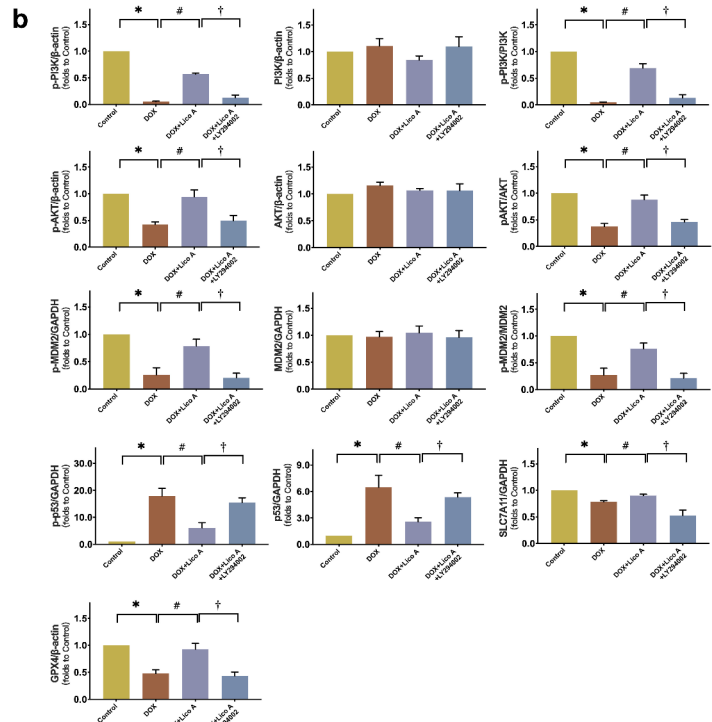 b
p-PI3K/β-actin
(folds to Control)
1.5
1.0
0.5
0.0
* # †
Control
DOX
DOX+Lico A
DOX+Lico A
+LY294002
PI3K/β-actin
(folds to Control)
1.5
1.0
0.5
0.0
Control
DOX
DOX+Lico A
DOX+Lico A
+LY294002
p-PI3K/PI3K
(folds to Control)
1.5
1.0
0.5
0.0
* # †
Control
DOX
DOX+Lico A
DOX+Lico A
+LY294002
p-AKT/β-actin
(folds to Control)
1.5
1.0
0.5
0.0
* # †
Control
DOX
DOX+Lico A
DOX+Lico A
+LY294002
AKT/β-actin
(folds to Control)
1.5
1.0
0.5
0.0
Control
DOX
DOX+Lico A
DOX+Lico A
+LY294002
pAKT/AKT
(folds to Control)
1.5
1.0
0.5
0.0
* # †
Control
DOX
DOX+Lico A
DOX+Lico A
+LY294002
p-MDM2/GAPDH
(folds to Control)
1.5
1.0
0.5
0.0
* # †
Control
DOX
DOX+Lico A
DOX+Lico A
+LY294002
MDM2/GAPDH
(folds to Control)
1.5
1.0
0.5
0.0
Control
DOX
DOX+Lico A
DOX+Lico A
+LY294002
p-MDM2/MDM2
(folds to Control)
1.5
1.0
0.5
0.0
* # †
Control
DOX
DOX+Lico A
DOX+Lico A
+LY294002
p-p53/GAPDH
(folds to Control)
30.0
20.0
10.0
0.0
* # †
Control
DOX
DOX+Lico A
DOX+Lico A
+LY294002
p53/GAPDH
(folds to Control)
9.0
6.0
3.0
0.0
* # †
Control
DOX
DOX+Lico A
DOX+Lico A
+LY294002
SLC7A11/GAPDH
(folds to Control)
1.5
1.0
0.5
0.0
* # †
Control
DOX
DOX+Lico A
DOX+Lico A
+LY294002
GPX4/β-actin
(folds to Control)
1.5
1.0
0.5
* # †
Control
DOX
+Lico A
+Lico A
294002